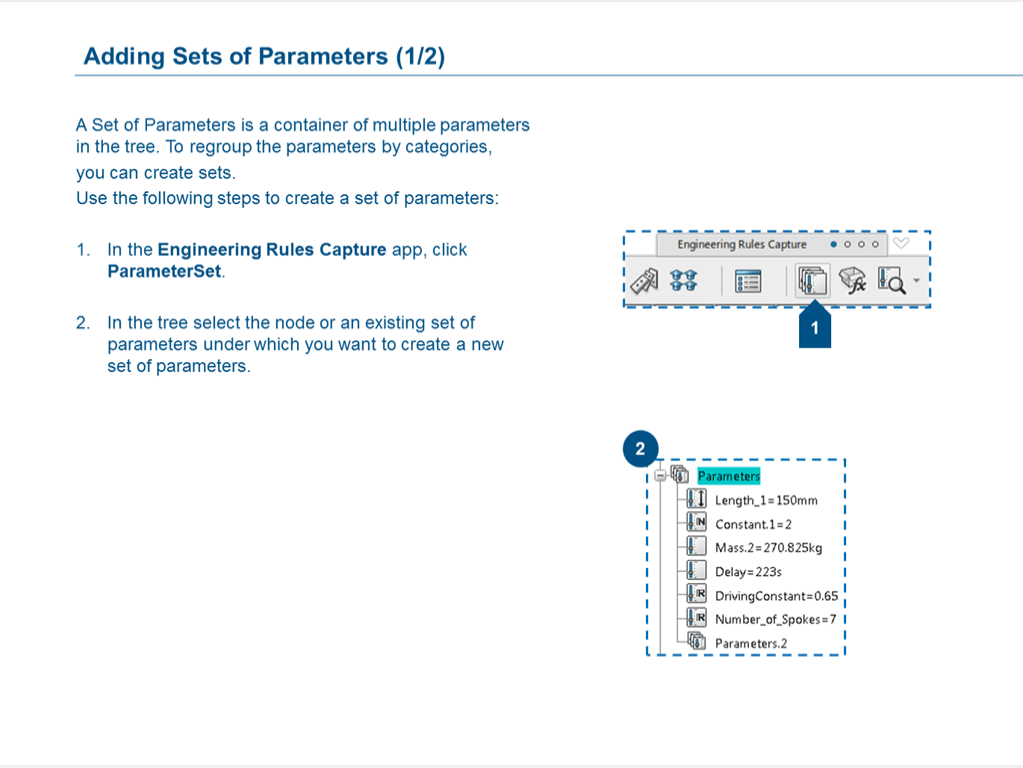 Adding Sets of Parameters (1/2)
A Set of Parameters is a container of multiple parameters
in the tree. To regroup the parameters by categories,
you can create sets.
Use the following steps to create a set of parameters:
1. In the Engineering Rules Capture app, click
ParameterSet.
2. In the tree select the node or an existing set of
parameters under which you want to create a new
set of parameters.
Engineering Rules Capture
1
2
Parameters
Length_1=150mm
Constant.1=2
Mass.2=270.825kg
Delay=223s
DrivingConstant=0.65
Number_of_Spokes=7
Parameters.2